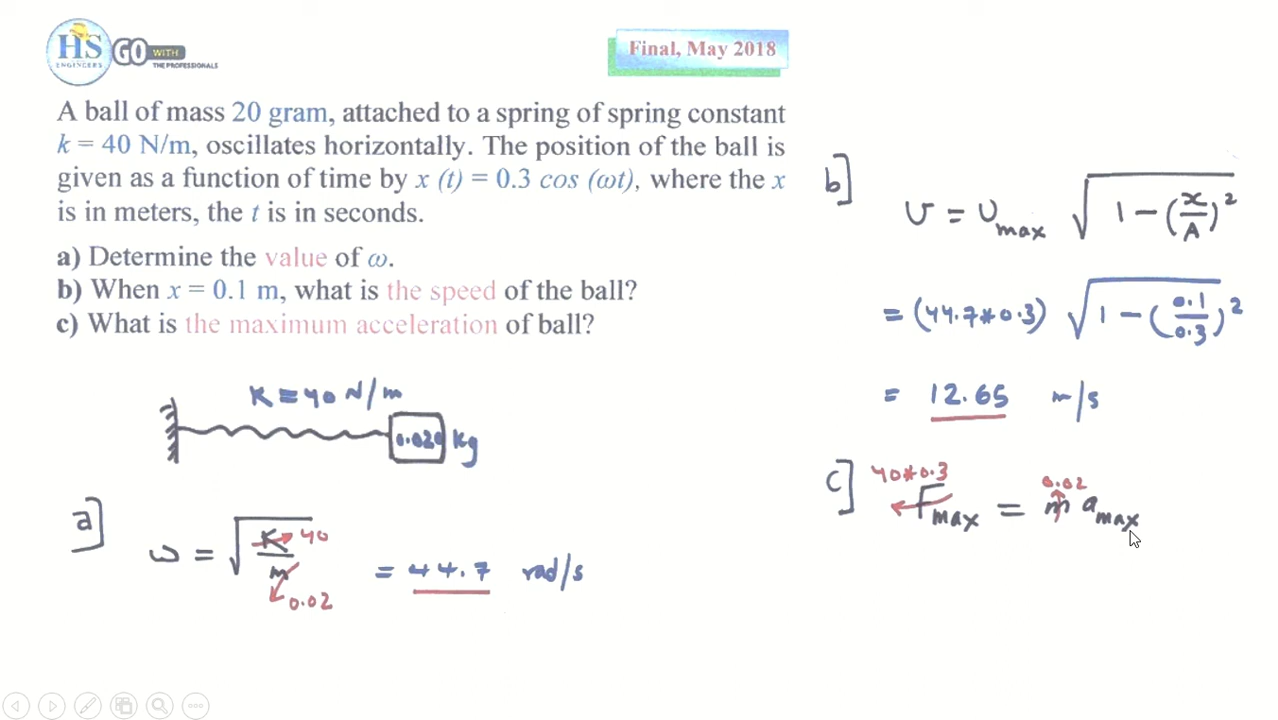 HS
ENGINEERS
GO WITH
THE PROFESSIONALS
Final, May 2018
A ball of mass 20 gram, attached to a spring of spring constant
k = 40 N/m, oscillates horizontally. The position of the ball is
given as a function of time by x (t) = 0.3 cos (ωt), where the x
is in meters, the t is in seconds.
a) Determine the value of ω.
b) When x = 0.1 m, what is the speed of the ball?
c) What is the maximum acceleration of ball?
K = 40 N/m
0.020 kg
a]
ω = √(K/m) = 44.7 rad/s
40
0.02
b]
v = v max √(1 - (x/A)²)
= (44.7*0.3) √(1 - (0.1/0.3)²)
= 12.65 m/s
c]
40*0.3
0.02
F max = m a max